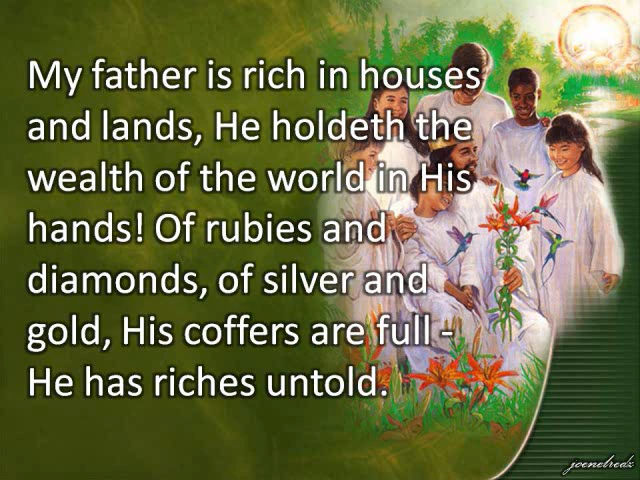 My father is rich in houses
and lands, He holdeth the
wealth of the world in His
hands! Of rubies and
diamonds, of silver and
gold, His coffers are full -
He has riches untold.
joenelredz